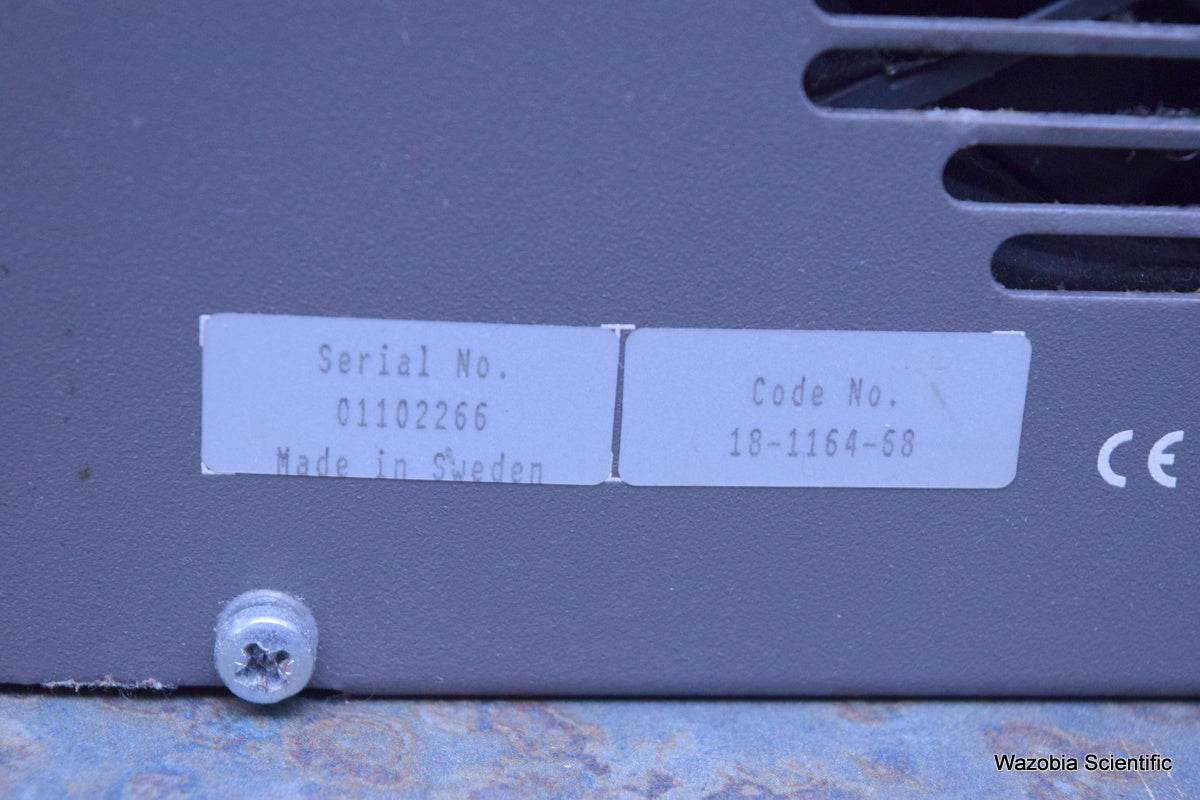 Serial No.
01102266
Made in Sweden
Code No.
18-1164-68
CE
Wazobia Scientific